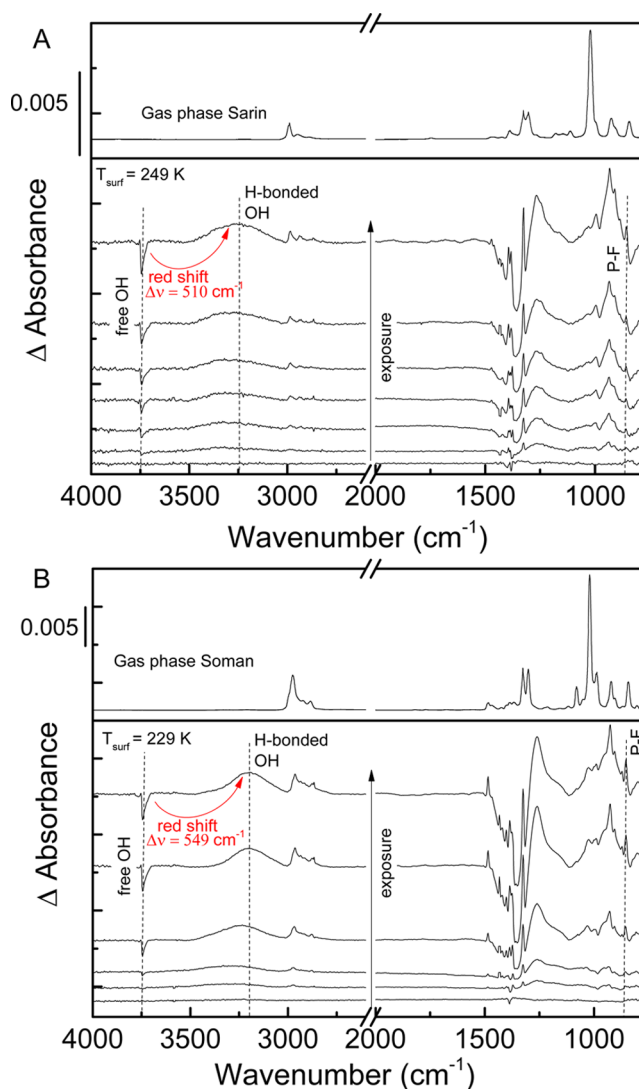 A
0.005
Gas phase Sarin
T surf = 249 K
H-bonded
OH
red shift
Δν = 510 cm⁻¹
free OH
exposure
P-F
Δ Absorbance
4000 3500 3000 2000 1500 1000
Wavenumber (cm⁻¹)
B
0.005
Gas phase Soman
T surf = 229 K
H-bonded
OH
red shift
Δν = 549 cm⁻¹
free OH
exposure
P-F
Δ Absorbance
4000 3500 3000 2000 1500 1000
Wavenumber (cm⁻¹)